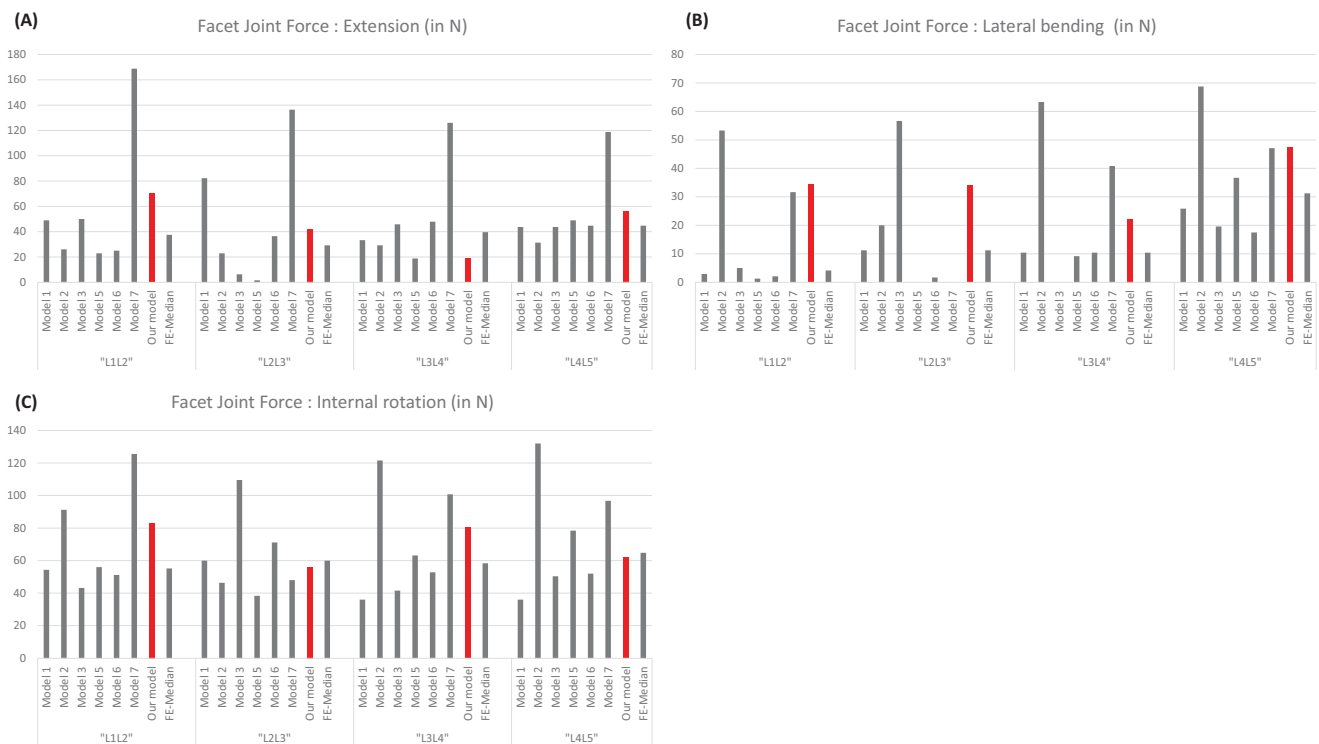 (A)
Facet Joint Force : Extension (in N)
180
160
140
120
100
80
60
40
20
0
Model 1
Model 2
Model 3
Model 5
Model 6
Model 7
Our model
FE-Median
Model 1
Model 2
Model 3
Model 5
Model 6
Model 7
Our model
FE-Median
Model 1
Model 2
Model 3
Model 5
Model 6
Model 7
Our model
FE-Median
Model 1
Model 2
Model 3
Model 5
Model 6
Model 7
Our model
FE-Median
"L1L2"
"L2L3"
"L3L4"
"L4L5"
(B)
Facet Joint Force : Lateral bending (in N)
80
70
60
50
40
30
20
10
0
Model 1
Model 2
Model 3
Model 5
Model 6
Model 7
Our model
FE-Median
Model 1
Model 2
Model 3
Model 5
Model 6
Model 7
Our model
FE-Median
Model 1
Model 2
Model 3
Model 5
Model 6
Model 7
Our model
FE-Median
Model 1
Model 2
Model 3
Model 5
Model 6
Model 7
Our model
FE-Median
"L1L2"
"L2L3"
"L3L4"
"L4L5"
(C)
Facet Joint Force : Internal rotation (in N)
140
120
100
80
60
40
20
0
Model 1
Model 2
Model 3
Model 5
Model 6
Model 7
Our model
FE-Median
Model 1
Model 2
Model 3
Model 5
Model 6
Model 7
Our model
FE-Median
Model 1
Model 2
Model 3
Model 5
Model 6
Model 7
Our model
FE-Median
Model 1
Model 2
Model 3
Model 5
Model 6
Model 7
Our model
FE-Median
"L1L2"
"L2L3"
"L3L4"
"L4L5"